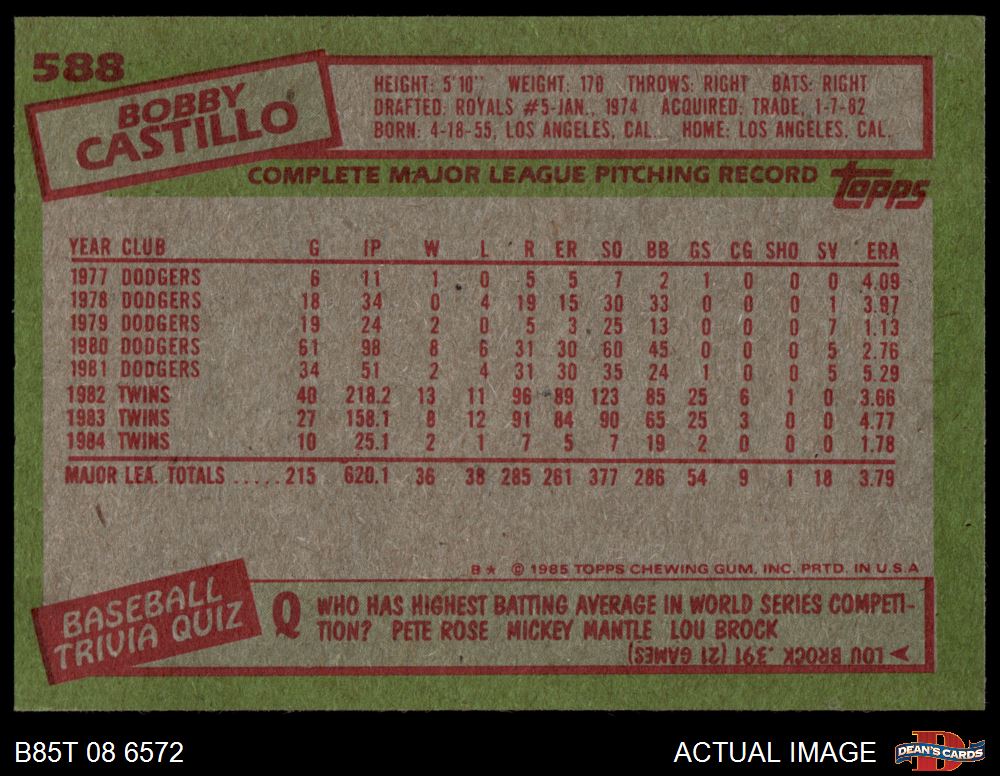 588
BOBBY
CASTILLO
HEIGHT: 5'10" WEIGHT: 170 THROWS: RIGHT BATS: RIGHT
DRAFTED: ROYALS #5-JAN., 1974 ACQUIRED: TRADE, 1-7-82
BORN: 4-18-55, LOS ANGELES, CAL. HOME: LOS ANGELES, CAL.
COMPLETE MAJOR LEAGUE PITCHING RECORD
topps
YEAR CLUB G IP W L R ER SO BB GS CG SHO SV ERA
1977 DODGERS 6 11 1 0 5 5 7 2 1 0 0 0 4.09
1978 DODGERS 18 34 0 4 19 15 30 33 0 0 0 1 3.97
1979 DODGERS 19 24 2 0 5 3 25 13 0 0 0 7 1.13
1980 DODGERS 61 98 8 6 31 30 60 45 0 0 0 5 2.76
1981 DODGERS 34 51 2 4 31 30 35 24 1 0 0 5 5.29
1982 TWINS 40 218.2 13 11 96 89 123 85 25 6 1 0 3.66
1983 TWINS 27 158.1 8 12 91 84 90 65 25 3 0 0 4.77
1984 TWINS 10 25.1 2 1 7 5 7 19 2 0 0 0 1.78
MAJOR LEA. TOTALS ..... 215 620.1 36 38 285 261 377 286 54 9 1 18 3.79
B★ © 1985 TOPPS CHEWING GUM, INC. PRTD. IN U.S.A
BASEBALL
TRIVIA QUIZ
Q WHO HAS HIGHEST BATTING AVERAGE IN WORLD SERIES COMPETI-
TION? PETE ROSE MICKEY MANTLE LOU BROCK
LOU BROCK .391 (21 GAMES)
B85T 08 6572
ACTUAL IMAGE
D
DEAN'S CARDS